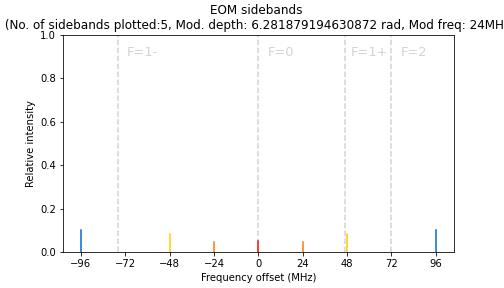 EOM sidebands
(No. of sidebands plotted:5, Mod. depth: 6.281879194630872 rad, Mod freq: 24MH
1.0
F=1- F=0 F=1+ F=2
0.8
0.6
Relative intensity
0.4
0.2
0.0
−96 −72 −48 −24 0 24 48 72 96
Frequency offset (MHz)